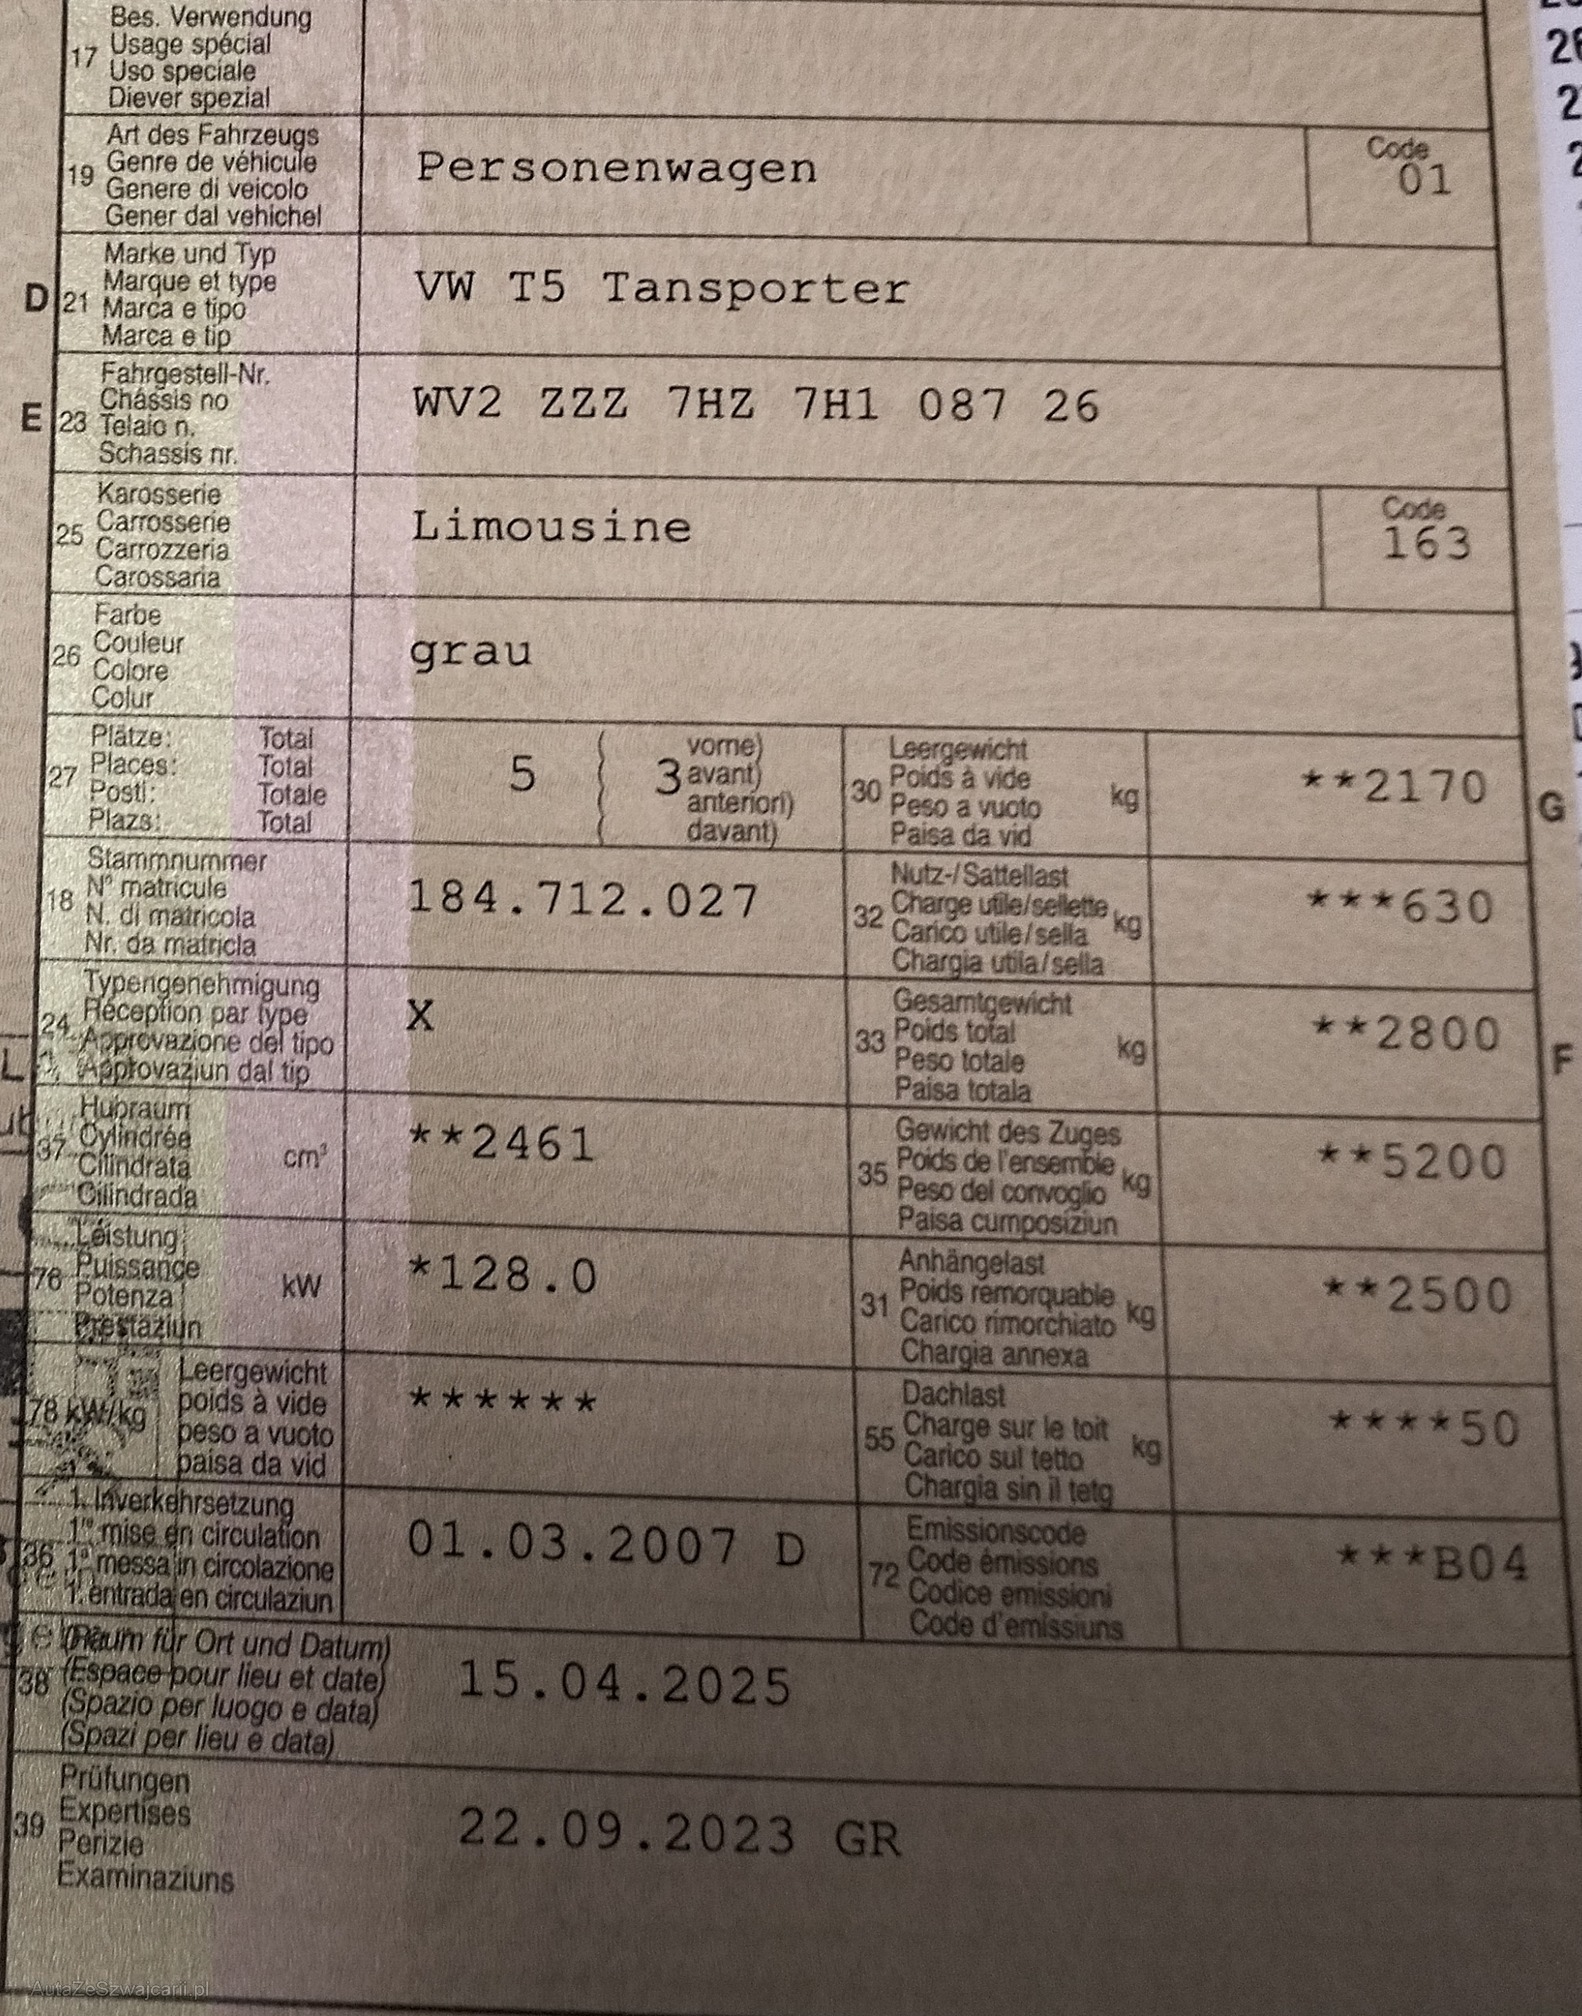 Bes. Verwendung
17 Usage spécial
Uso speciale
Diever spezial
Art des Fahrzeugs
19 Genre de véhicule
Genere di veicolo
Gener dal vehichel
Personenwagen
Code
01
Marke und Typ
D 21 Marque et type
Marca e tipo
Marca e tip
VW T5 Tansporter
Fahrgestell-Nr.
E 23 Châssis no
Telaio n.
Schassis nr.
WV2 ZZZ 7HZ 7H1 087 26
Karosserie
25 Carrosserie
Carrozzeria
Carossaria
Limousine
Code
163
Farbe
26 Couleur
Colore
Colur
grau
Plätze: Total
27 Places: Total
Posti: Totale
Plazs: Total
5
3
vorne)
avant)
anteriori)
davant)
Leergewicht
30 Poids à vide kg
Peso a vuoto
Paisa da vid
**2170
G
Stammnummer
18 N° matricule
N. di matricola
Nr. da matricla
184.712.027
Nutz-/Sattellast
32 Charge utile/sellette kg
Carico utile/sella
Chargia utila/sella
***630
Typengenehmigung
24 Réception par type
Approvazione del tipo
Approvaziun dal tip
X
Gesamtgewicht
33 Poids total kg
Peso totale
Paisa totala
**2800
F
Hubraum
37 Cylindrée cm³
Cilindrata
Cilindrada
**2461
Gewicht des Zuges
35 Poids de l'ensemble kg
Peso del convoglio
Paisa cumposiziun
**5200
Leistung
76 Puissance kW
Potenza
Prestaziun
*128.0
Anhängelast
31 Poids remorquable kg
Carico rimorchiato
Chargia annexa
**2500
Leergewicht
78 kW/kg poids à vide
peso a vuoto
paisa da vid
******
Dachlast
55 Charge sur le toit kg
Carico sul tetto
Chargia sin il tetg
****50
1. Inverkehrsetzung
36 1re mise en circulation
1a messa in circolazione
1. entrada en circulaziun
01.03.2007 D
Emissionscode
72 Code émissions
Codice emissioni
Code d'emissiuns
***B04
(Raum für Ort und Datum)
38 (Espace pour lieu et date)
(Spazio per luogo e data)
(Spazi per lieu e data)
15.04.2025
Prüfungen
39 Expertises
Perizie
Examinaziuns
22.09.2023 GR
AutaZeSzwajcarii.pl